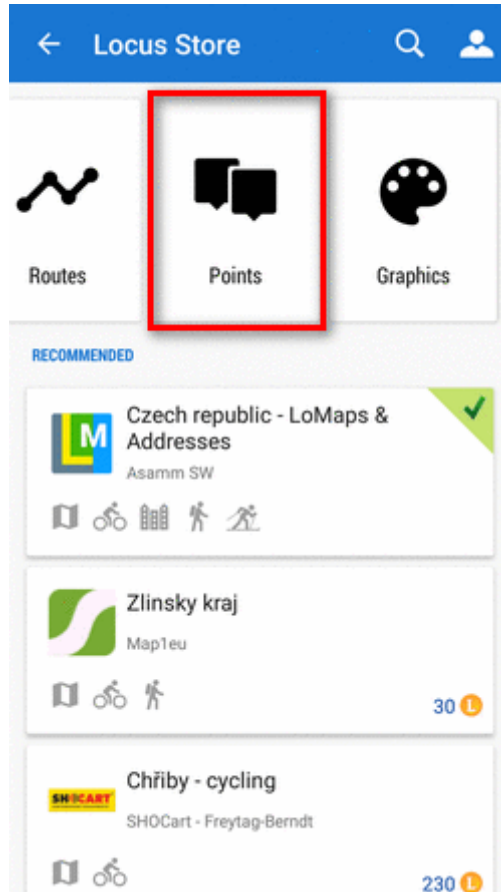 Locus Store
Routes
Points
Graphics
RECOMMENDED
Czech republic - LoMaps &
Addresses
Asamm SW
Zlinsky kraj
Map1eu
30 L
Chřiby - cycling
SHOCart - Freytag-Berndt
230 L
LM
SHOCART